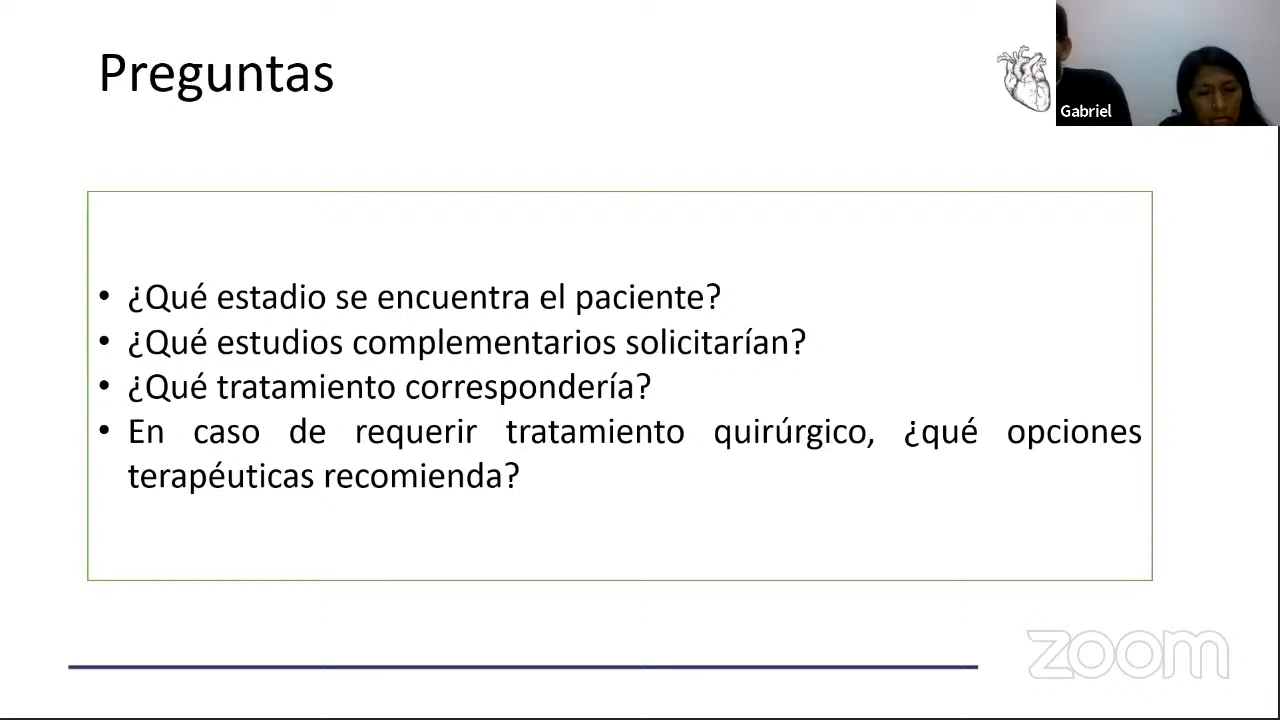 Preguntas
Gabriel
• ¿Qué estadio se encuentra el paciente?
• ¿Qué estudios complementarios solicitarían?
• ¿Qué tratamiento correspondería?
• En caso de requerir tratamiento quirúrgico, ¿qué opciones
terapéuticas recomienda?
zoom